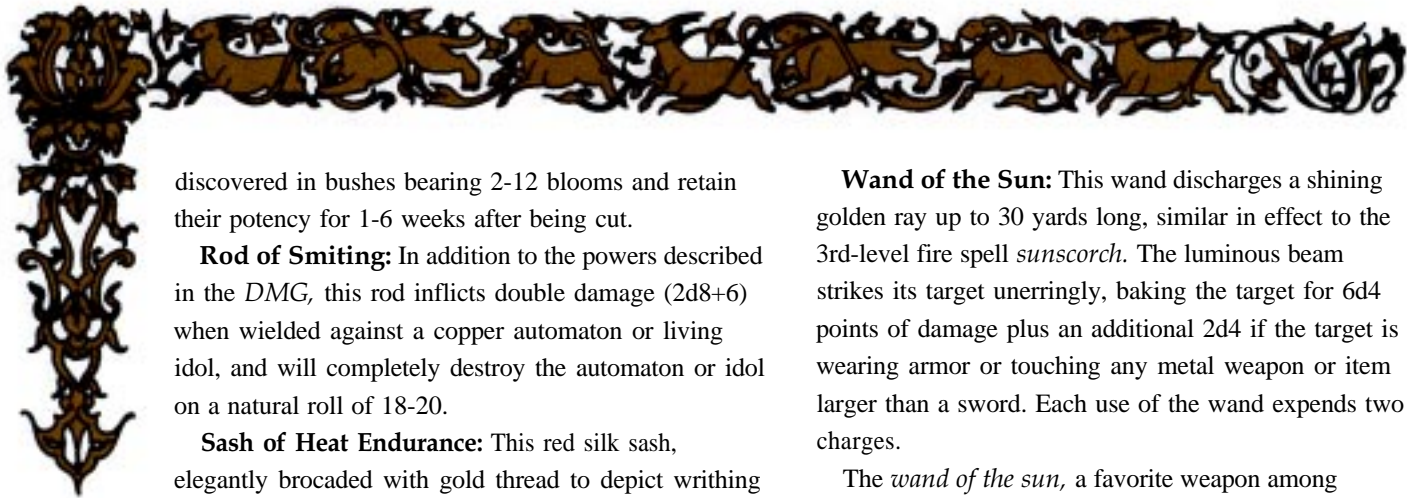 discovered in bushes bearing 2-12 blooms and retain
their potency for 1-6 weeks after being cut.
Rod of Smiting: In addition to the powers described
in the DMG, this rod inflicts double damage (2d8+6)
when wielded against a copper automaton or living
idol, and will completely destroy the automaton or idol
on a natural roll of 18-20.
Sash of Heat Endurance: This red silk sash,
elegantly brocaded with gold thread to depict writhing
Wand of the Sun: This wand discharges a shining
golden ray up to 30 yards long, similar in effect to the
3rd-level fire spell sunscorch. The luminous beam
strikes its target unerringly, baking the target for 6d4
points of damage plus an additional 2d4 if the target is
wearing armor or touching any metal weapon or item
larger than a sword. Each use of the wand expends two
charges.
The wand of the sun, a favorite weapon among